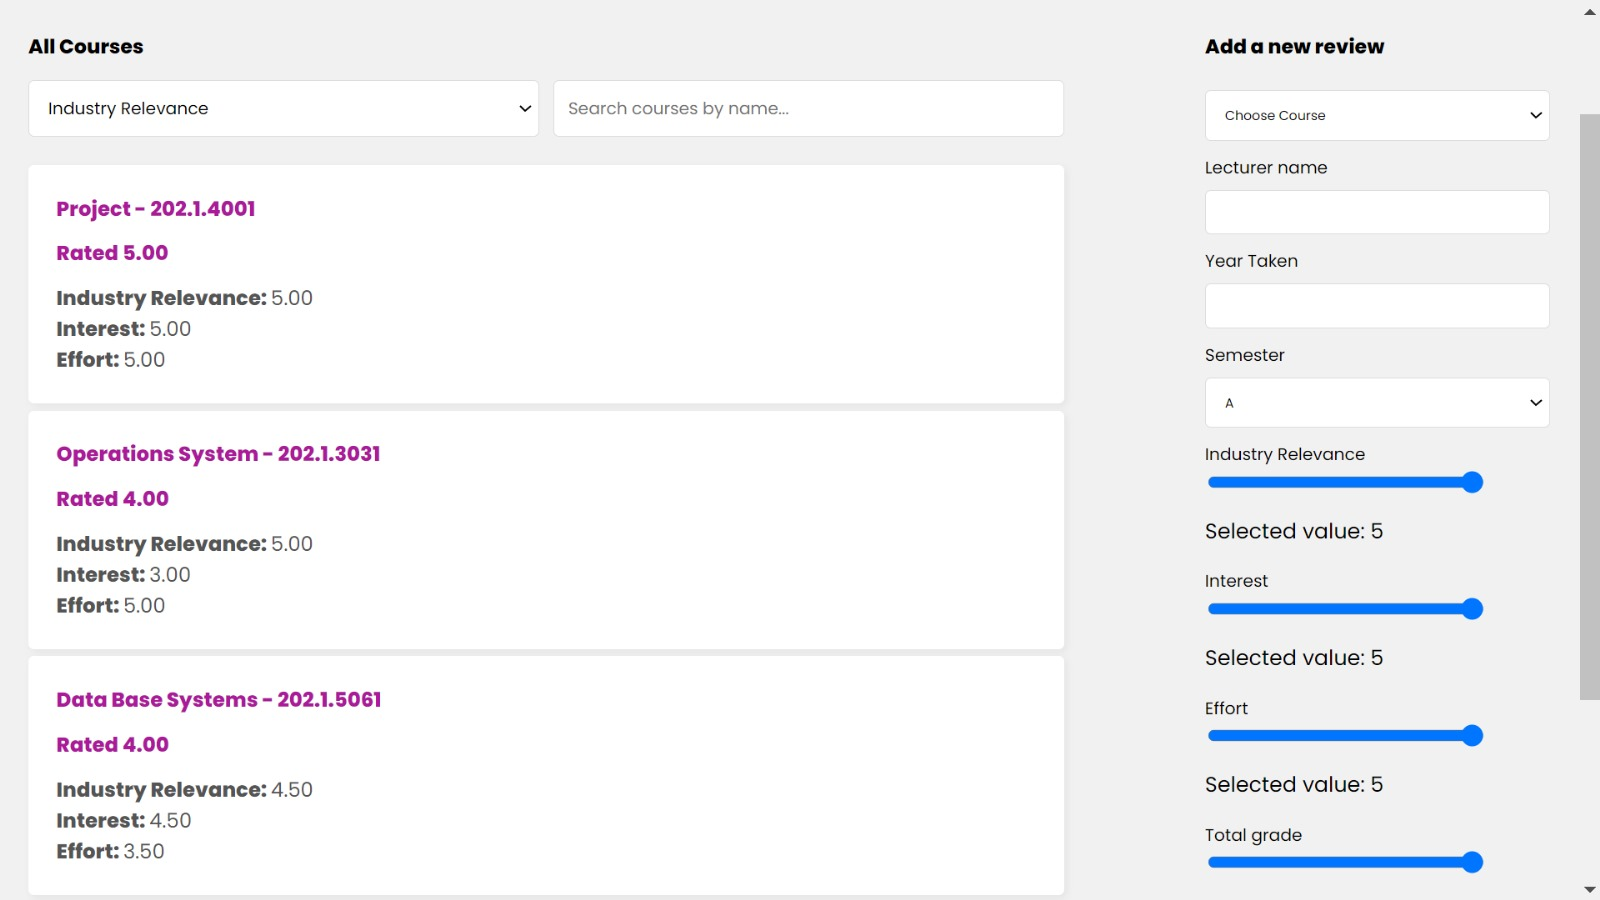 All Courses
Industry Relevance
Search courses by name...
Project - 202.1.4001
Rated 5.00
Industry Relevance: 5.00
Interest: 5.00
Effort: 5.00
Operations System - 202.1.3031
Rated 4.00
Industry Relevance: 5.00
Interest: 3.00
Effort: 5.00
Data Base Systems - 202.1.5061
Rated 4.00
Industry Relevance: 4.50
Interest: 4.50
Effort: 3.50
Add a new review
Choose Course
Lecturer name
Year Taken
Semester
A
Industry Relevance
Selected value: 5
Interest
Selected value: 5
Effort
Selected value: 5
Total grade